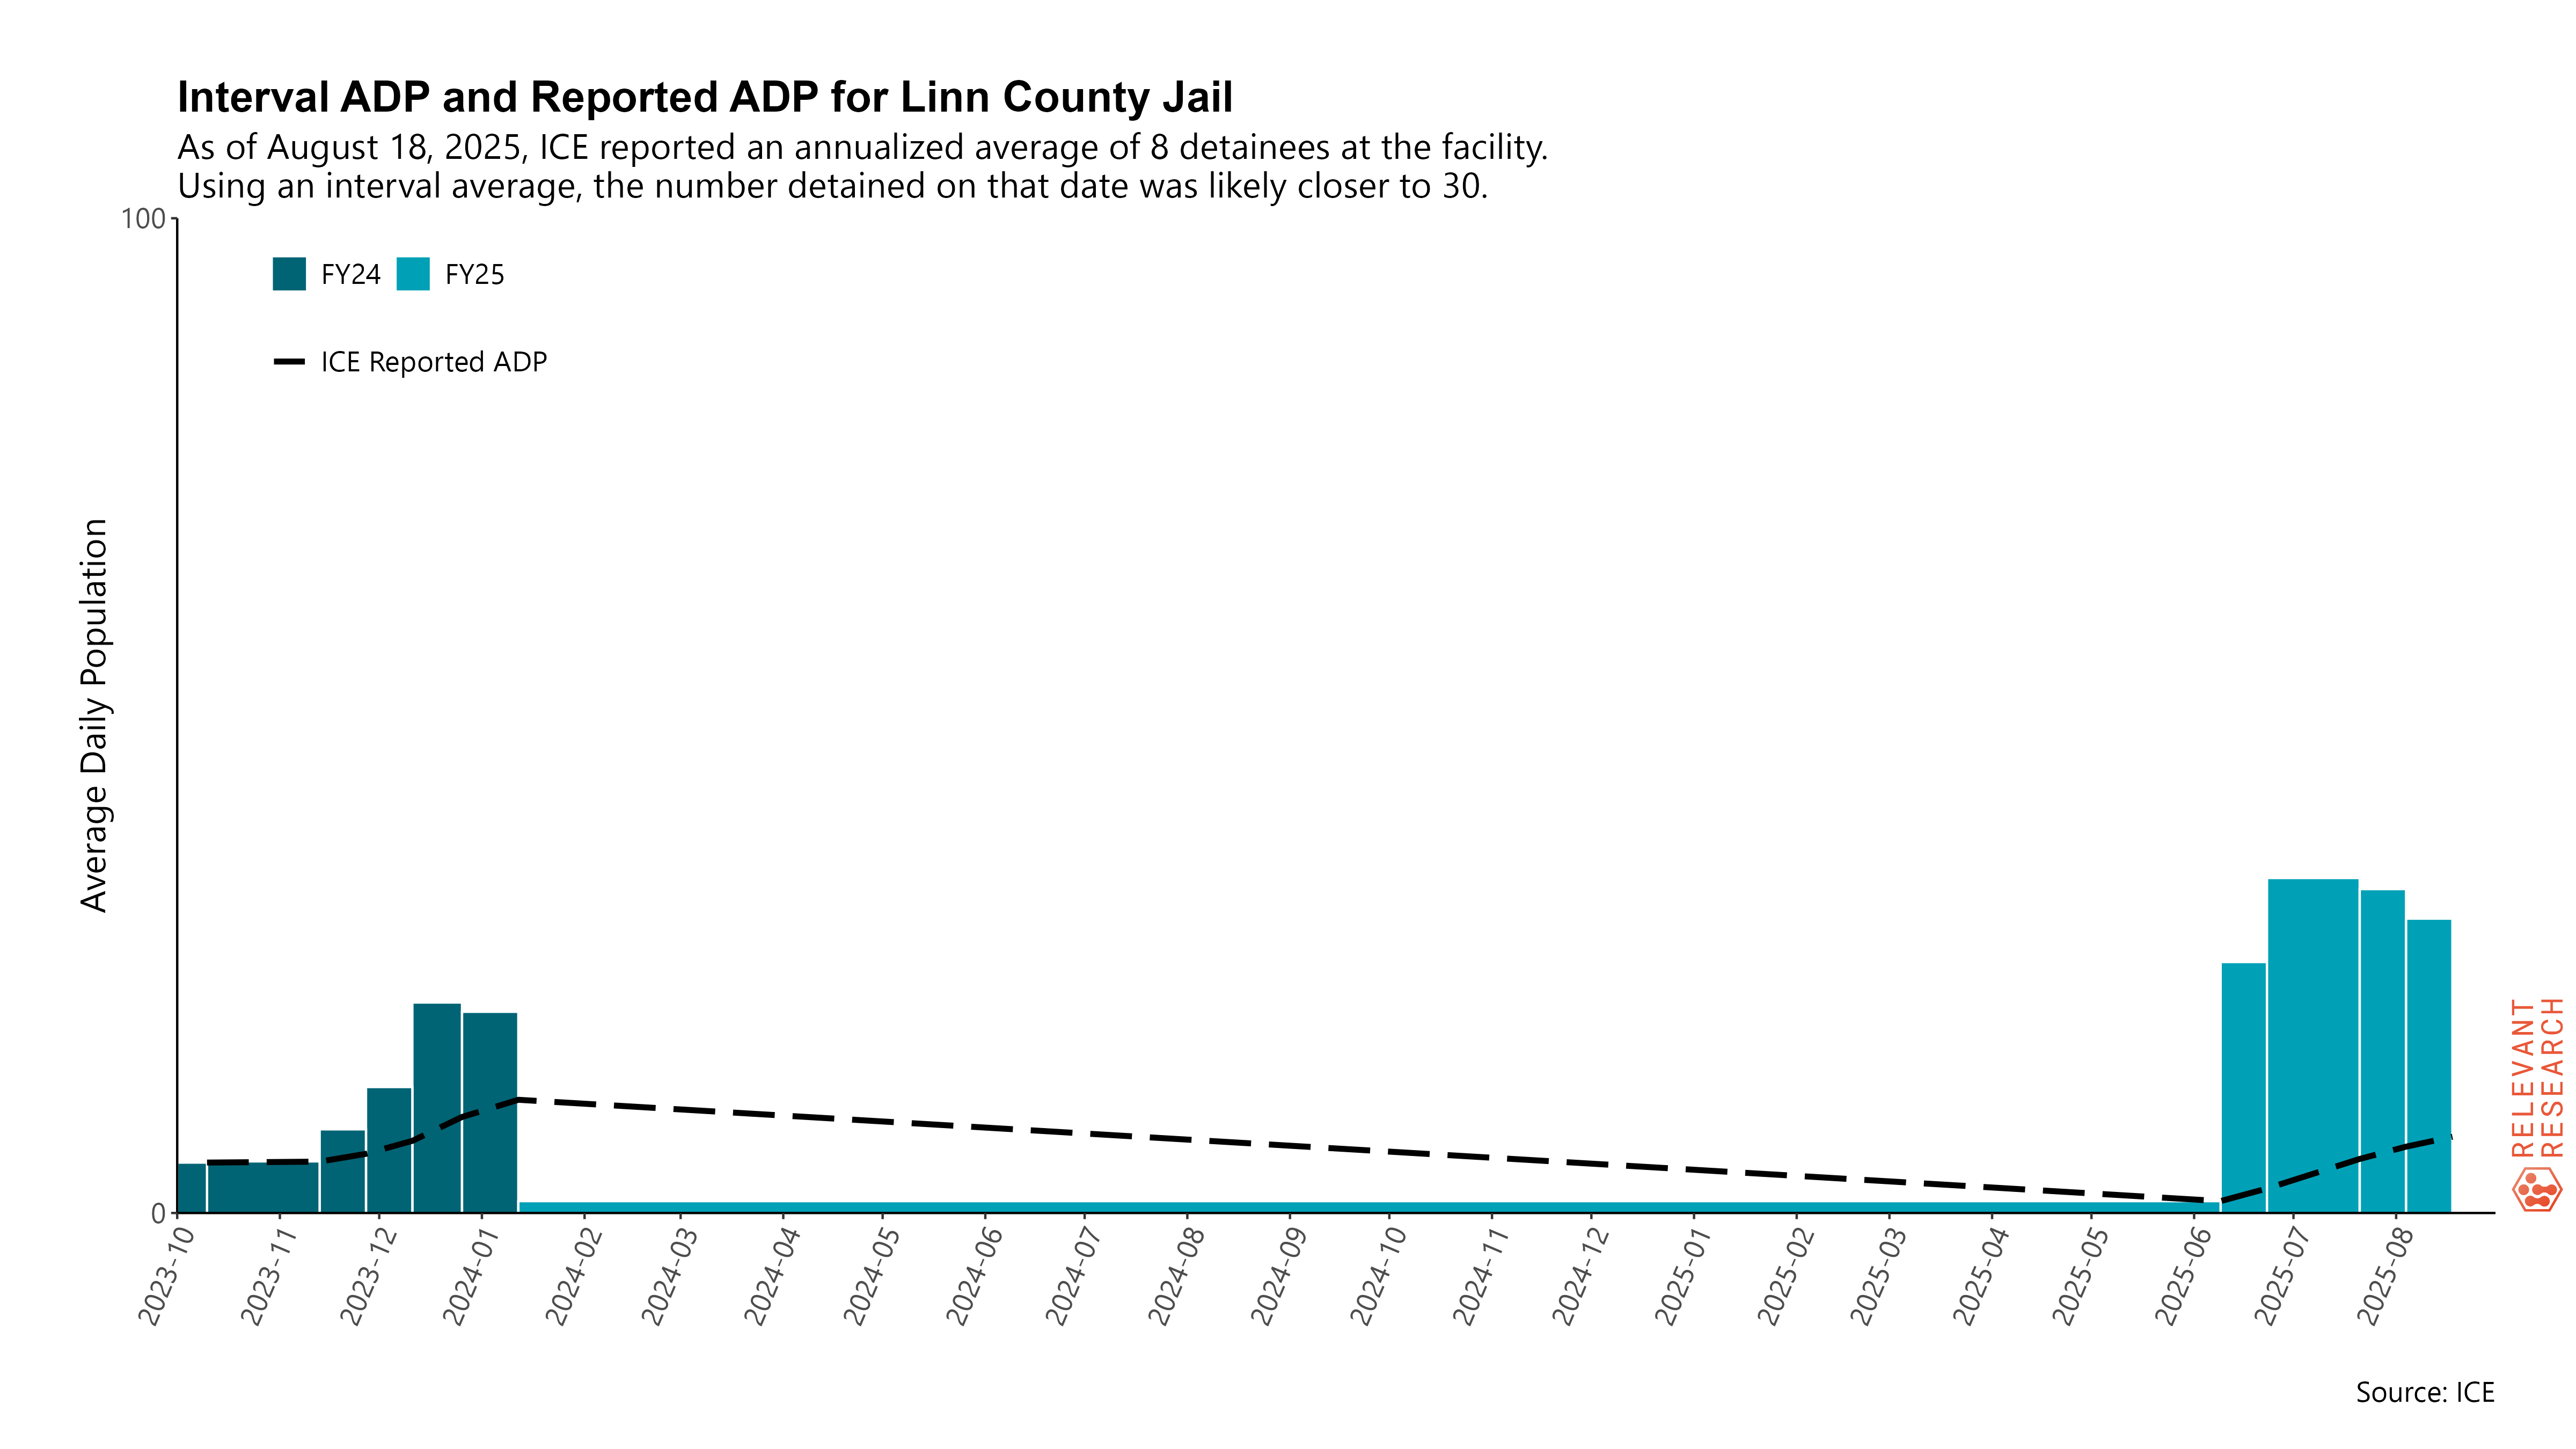 Interval ADP and Reported ADP for Linn County Jail
As of August 18, 2025, ICE reported an annualized average of 8 detainees at the facility.
Using an interval average, the number detained on that date was likely closer to 30.
100
FY24 FY25
ICE Reported ADP
Average Daily Population
0
2023-10 2023-11 2023-12 2024-01 2024-02 2024-03 2024-04 2024-05 2024-06 2024-07 2024-08 2024-09 2024-10 2024-11 2024-12 2025-01 2025-02 2025-03 2025-04 2025-05 2025-06 2025-07 2025-08
RELEVANT
RESEARCH
Source: ICE